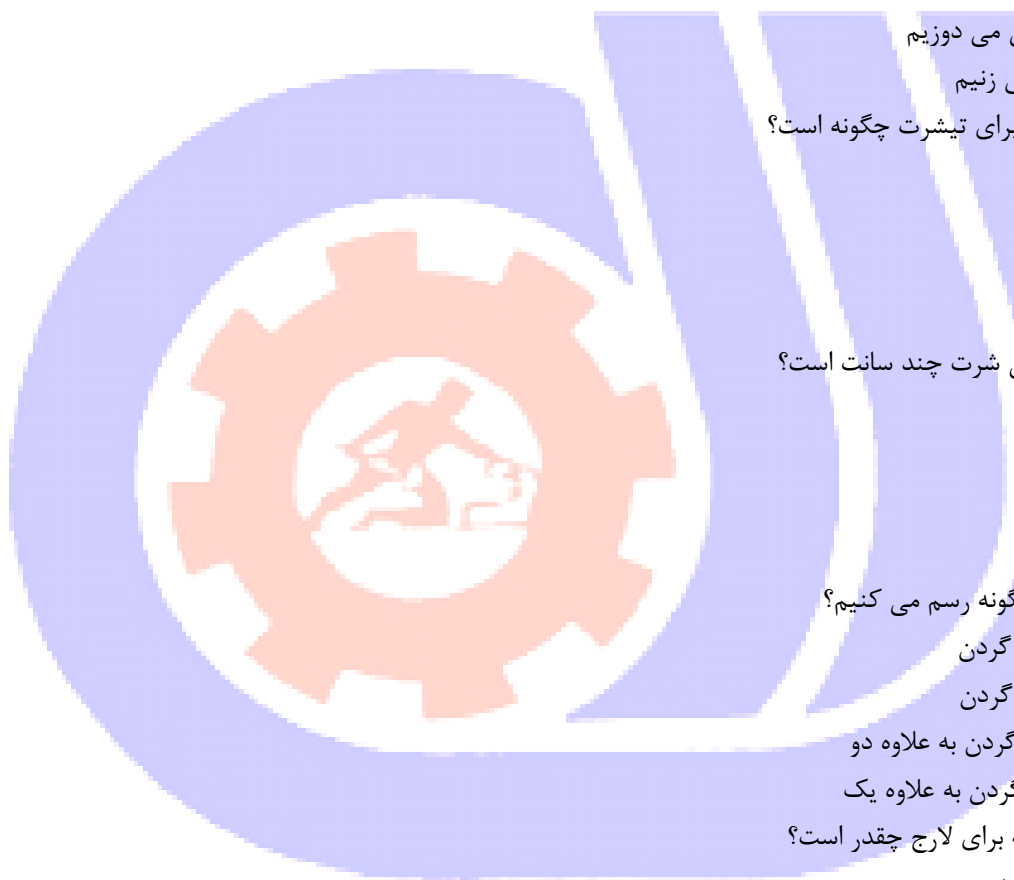 می دوزیم
زنیم
برای تیشرت چگونه است؟
شرت چند سانت است؟
رسم می کنیم؟
گردن
گردن
گردن به علاوه دو
گردن به علاوه یک
برای لارج چقدر است؟